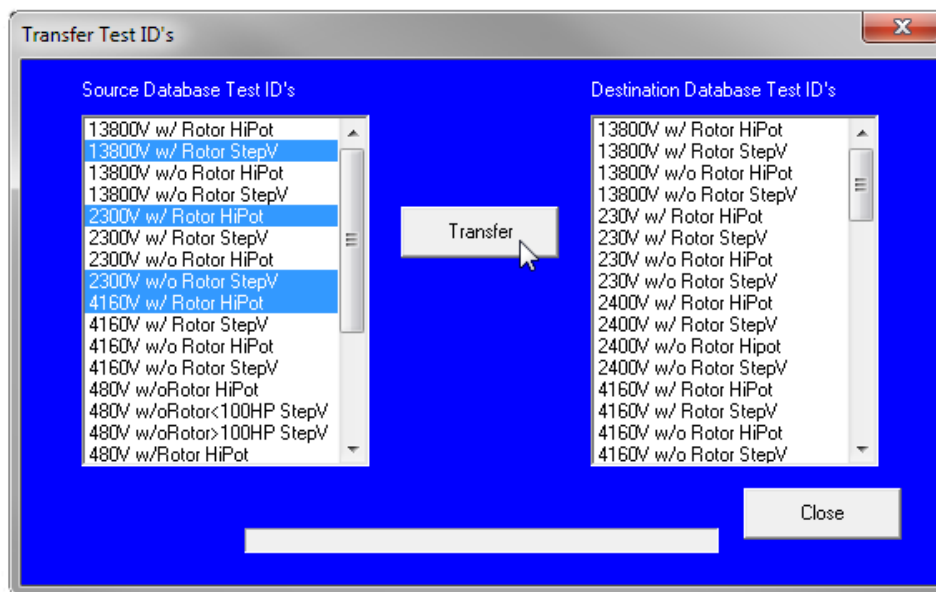 Transfer Test ID's
Source Database Test ID's
13800V w/ Rotor HiPot
13800V w/ Rotor StepV
13800V w/o Rotor HiPot
13800V w/o Rotor StepV
2300V w/ Rotor HiPot
2300V w/ Rotor StepV
2300V w/o Rotor HiPot
2300V w/o Rotor StepV
4160V w/ Rotor HiPot
4160V w/ Rotor StepV
4160V w/o Rotor HiPot
4160V w/o Rotor StepV
480V w/oRotor HiPot
480V w/oRotor<100HP StepV
480V w/oRotor>100HP StepV
480V w/Rotor HiPot
Transfer
Destination Database Test ID's
13800V w/ Rotor HiPot
13800V w/ Rotor StepV
13800V w/o Rotor HiPot
13800V w/o Rotor StepV
230V w/ Rotor HiPot
230V w/ Rotor StepV
230V w/o Rotor HiPot
230V w/o Rotor StepV
2400V w/ Rotor HiPot
2400V w/ Rotor StepV
2400V w/o Rotor Hipot
2400V w/o Rotor StepV
4160V w/ Rotor HiPot
4160V w/ Rotor StepV
4160V w/o Rotor HiPot
4160V w/o Rotor StepV
Close